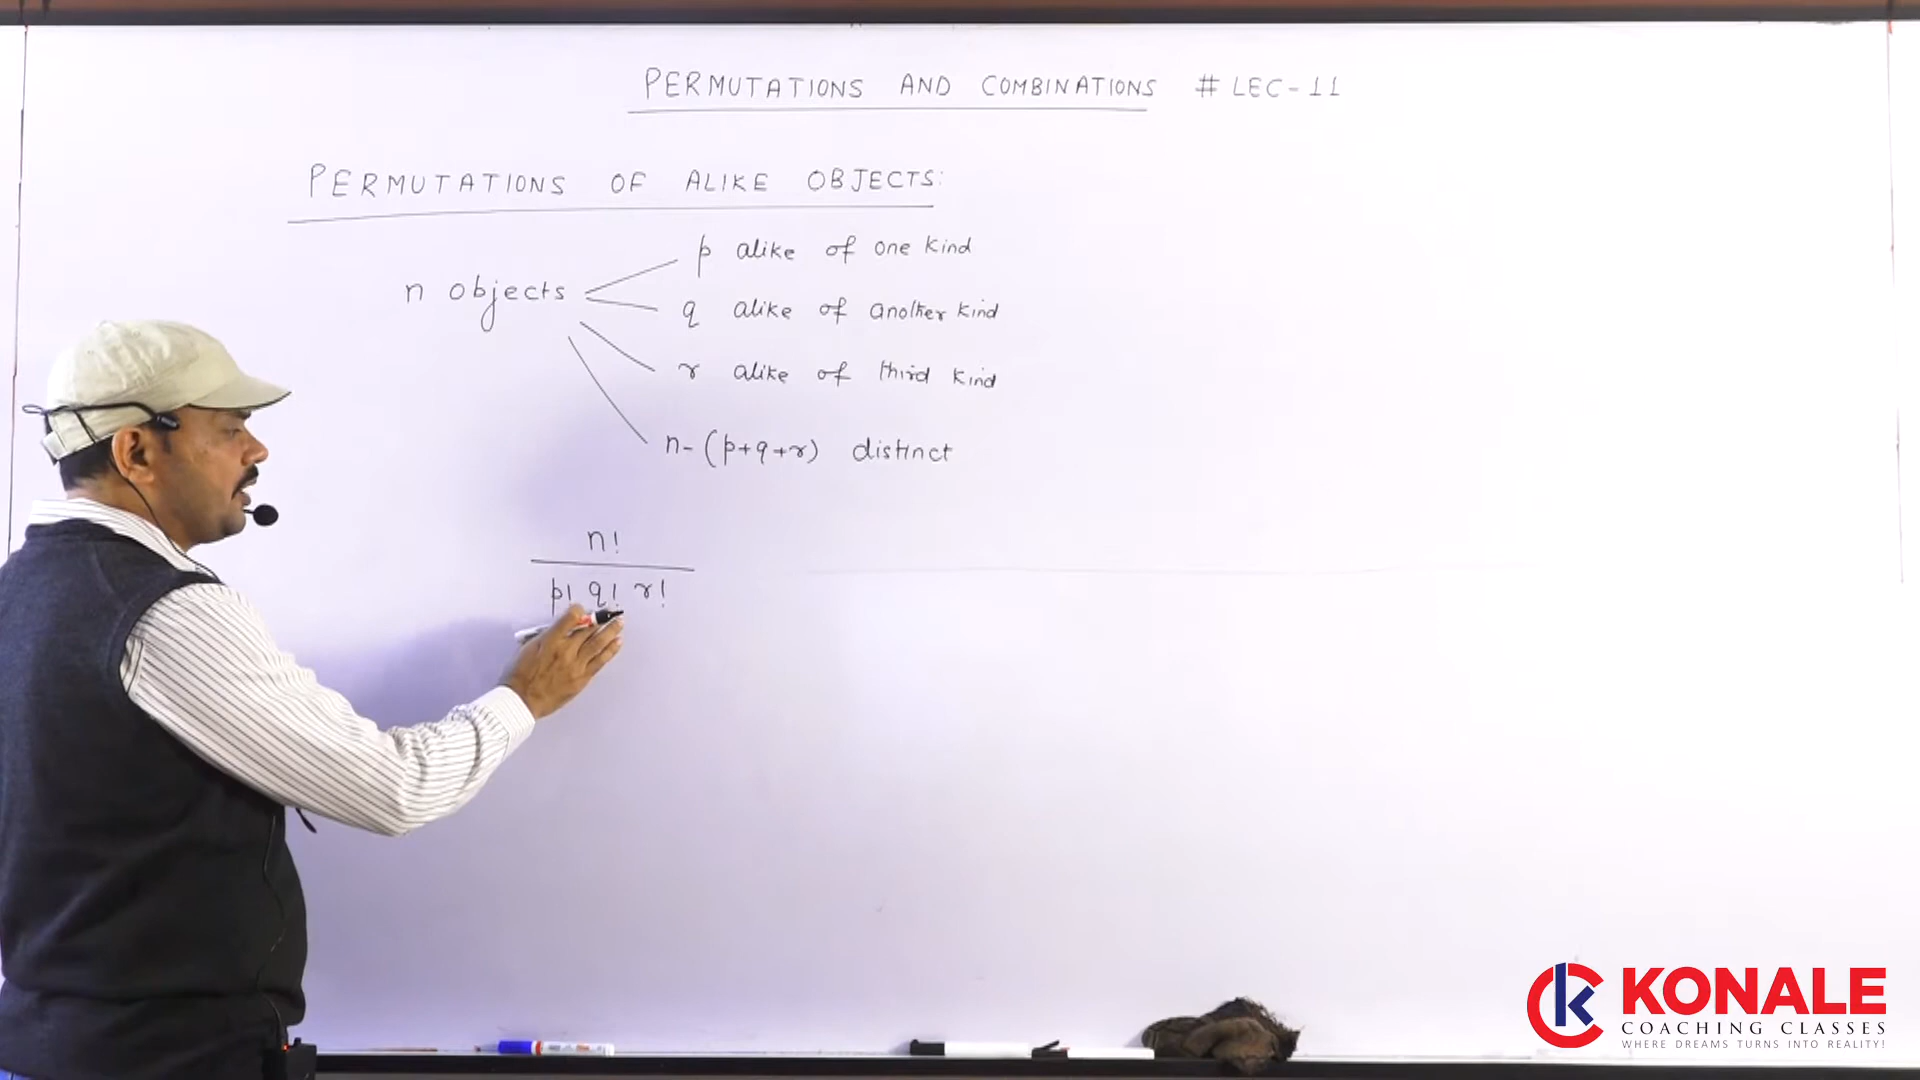 PERMUTATIONS AND COMBINATIONS # LEC-11
PERMUTATIONS OF ALIKE OBJECTS:
n objects
p alike of one kind
q alike of another kind
r alike of third kind
n-(p+q+r) distinct
n!
p! q! r!
KONALE
COACHING CLASSES
WHERE DREAMS TURNS INTO REALITY!